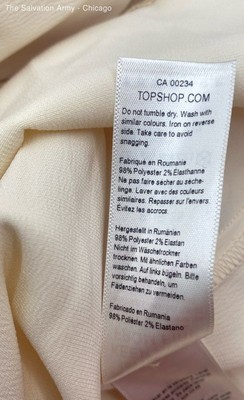 The Salvation Army - Chicago
CA 00234
TOPSHOP.COM
Do not tumble dry. Wash with
similar colours. Iron on reverse
side. Take care to avoid
snagging.
Fabriqué en Roumanie
98% Polyester 2% Elasthanne
Ne pas faire sécher au sèche-
linge. Laver avec des couleurs
similaires. Repasser sur l'envers.
Évitez les accrocs.
Hergestellt in Rumänien
98% Polyester 2% Elastan
Nicht im Wäschetrockner
trocknen. Mit ähnlichen Farben
waschen. Auf links bügeln. Bitte
vorsichtig behandeln, um
Fädenziehen zu vermeiden.
Fabricado en Rumania
98% Poliéster 2% Elastano